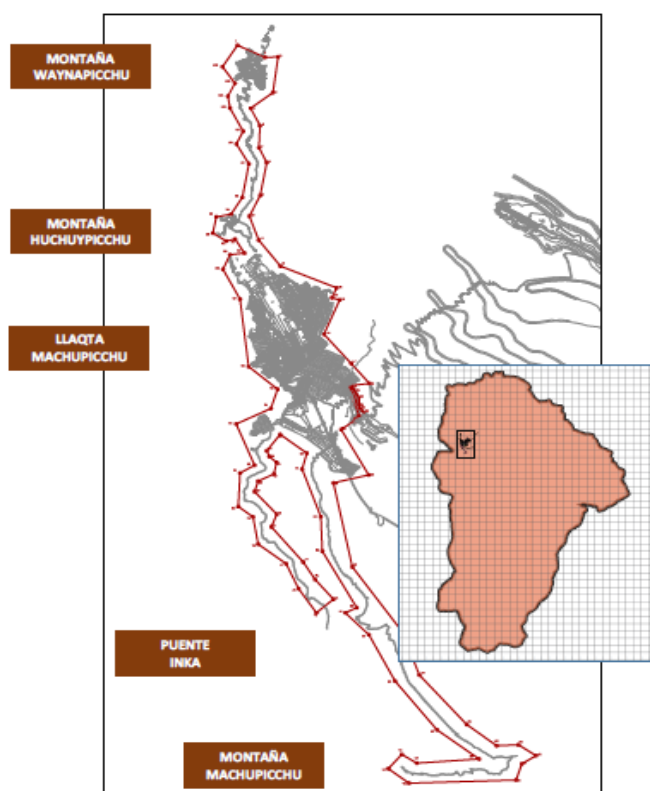 MONTAÑA
WAYNAPICCHU
MONTAÑA
HUCHUYPICCHU
LLAQTA
MACHUPICCHU
PUENTE
INKA
MONTAÑA
MACHUPICCHU